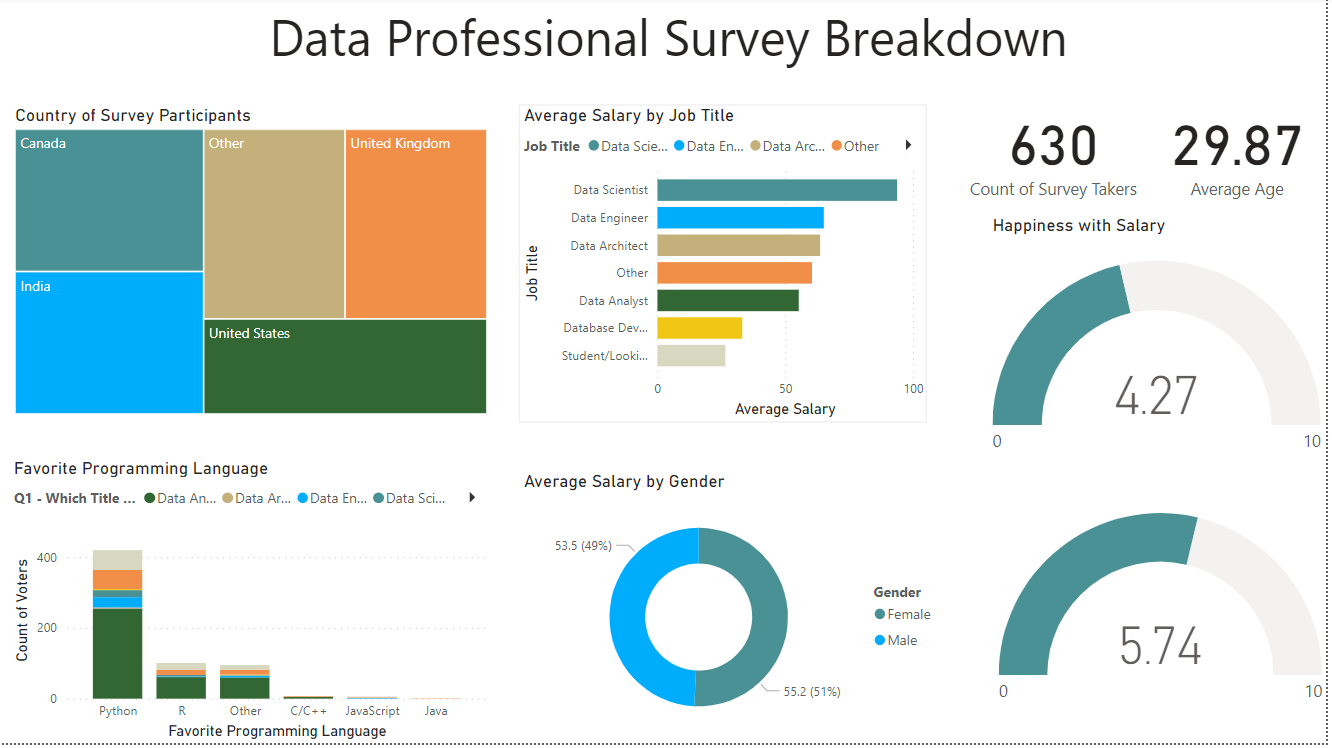 Data Professional Survey Breakdown
Country of Survey Participants
Canada
Other
United Kingdom
India
United States
Average Salary by Job Title
Job Title Data Scie... Data En... Data Arc... Other
Job Title
Data Scientist
Data Engineer
Data Architect
Other
Data Analyst
Database Dev...
Student/Looki...
0 50 100
Average Salary
630
Count of Survey Takers
29.87
Average Age
Happiness with Salary
4.27
0 10
Favorite Programming Language
Q1 - Which Title ... Data An... Data Ar... Data En... Data Sci...
Count of Voters
400
200
0
Python R Other C/C++ JavaScript Java
Favorite Programming Language
Average Salary by Gender
53.5 (49%)
55.2 (51%)
Gender
Female
Male
5.74
0 10